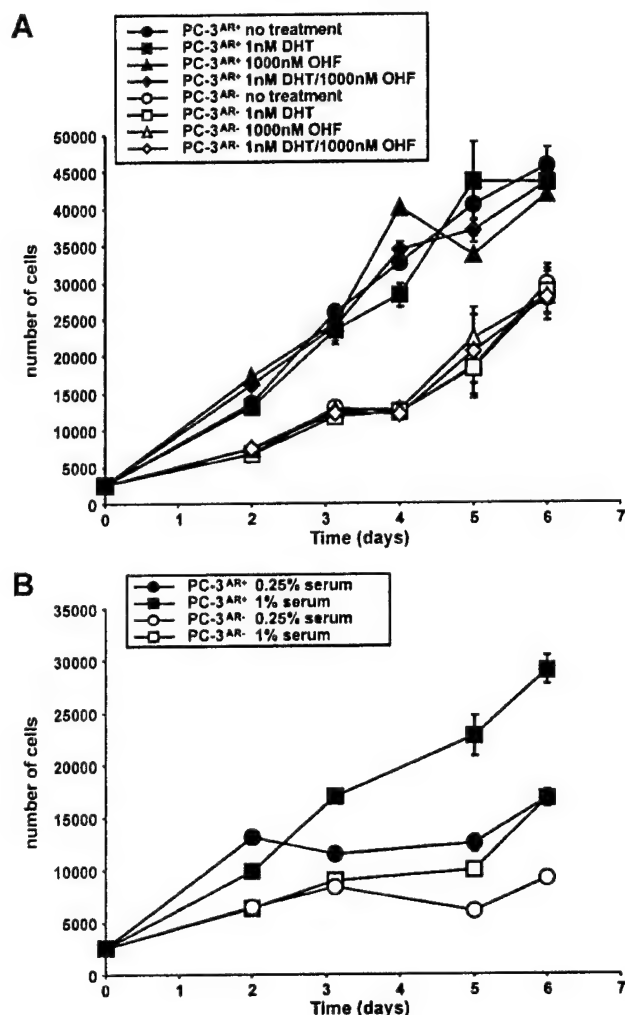 A
PC-3AR+ no treatment
PC-3AR+ 1nM DHT
PC-3AR+ 1000nM OHF
PC-3AR+ 1nM DHT/1000nM OHF
PC-3AR- no treatment
PC-3AR- 1nM DHT
PC-3AR- 1000nM OHF
PC-3AR- 1nM DHT/1000nM OHF
50000
45000
40000
35000
30000
25000
20000
15000
10000
5000
0
number of cells
0 1 2 3 4 5 6 7
Time (days)
B
PC-3AR+ 0.25% serum
PC-3AR+ 1% serum
PC-3AR- 0.25% serum
PC-3AR- 1% serum
35000
30000
25000
20000
15000
10000
5000
0
number of cells
0 1 2 3 4 5 6 7
Time (days)